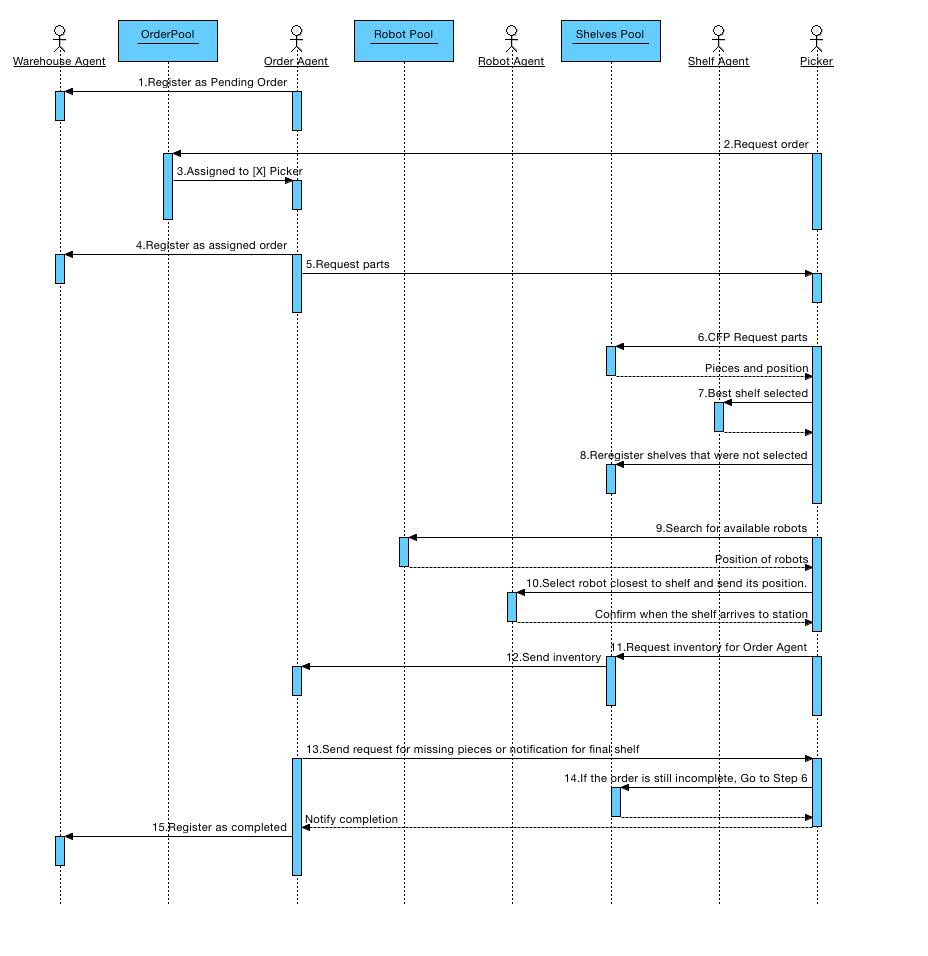 OrderPool
Robot Pool
Shelves Pool
Warehouse Agent
Order Agent
Robot Agent
Shelf Agent
Picker
1.Register as Pending Order
2.Request order
3.Assigned to [X] Picker
4.Register as assigned order
5.Request parts
6.CFP Request parts
Pieces and position
7.Best shelf selected
8.Reregister shelves that were not selected
9.Search for available robots
Position of robots
10.Select robot closest to shelf and send its position.
Confirm when the shelf arrives to station
11.Request inventory for Order Agent
12.Send inventory
13.Send request for missing pieces or notification for final shelf
14.If the order is still incomplete, Go to Step 6
Notify completion
15.Register as completed